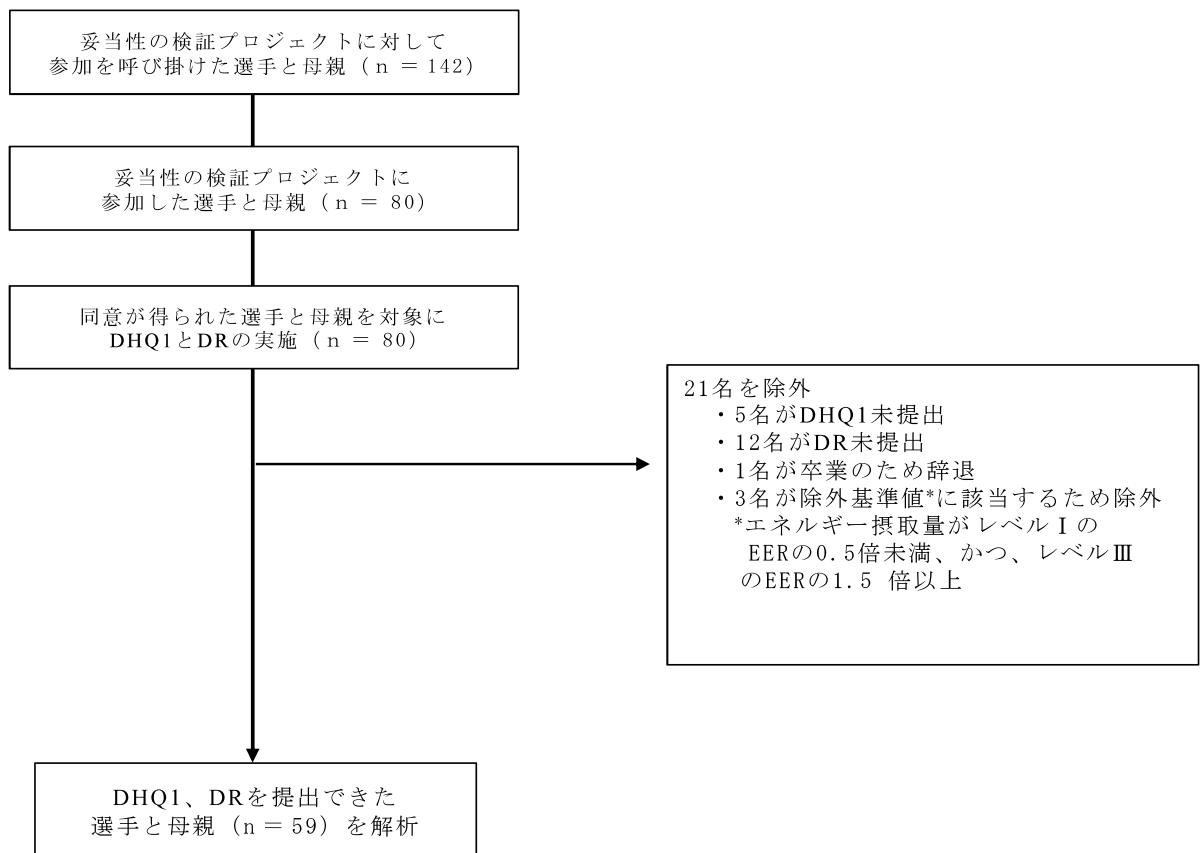 妥当性の検証プロジェクトに対して
参加を呼び掛けた選手と母親（n = 142）
妥当性の検証プロジェクトに
参加した選手と母親（n = 80）
同意が得られた選手と母親を対象に
DHQ1とDRの実施（n = 80）
21名を除外
・5名がDHQ1未提出
・12名がDR未提出
・1名が卒業のため辞退
・3名が除外基準値*に該当するため除外
*エネルギー摂取量がレベルⅠの
EERの0.5倍未満、かつ、レベルⅢ
のEERの1.5 倍以上
DHQ1、DRを提出できた
選手と母親（n = 59）を解析